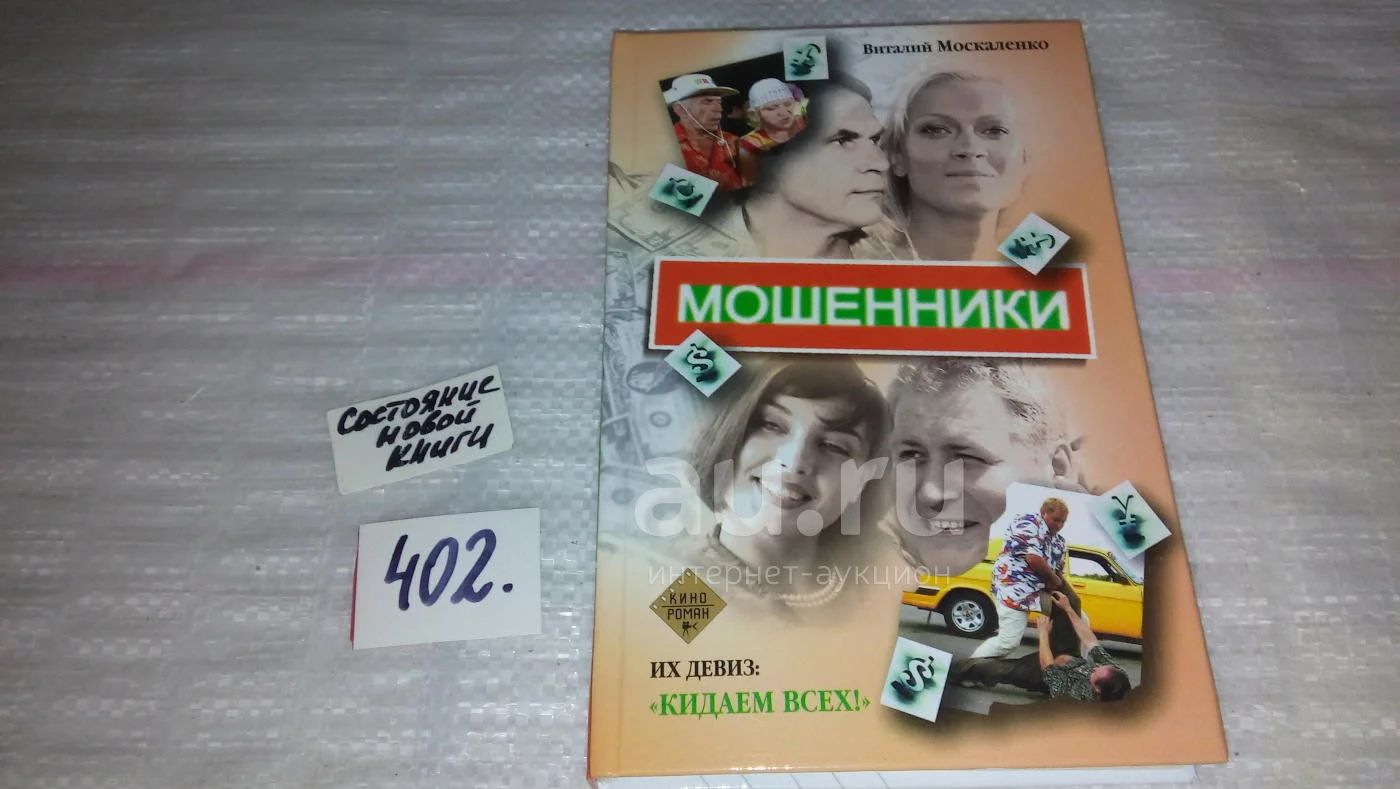 Виталий Москаленко
МОШЕННИКИ
состояние
новой
книги
402.
au.ru
интернет-аукцион
КИНО
РОМАН
ИХ ДЕВИЗ:
«КИДАЕМ ВСЕХ!»